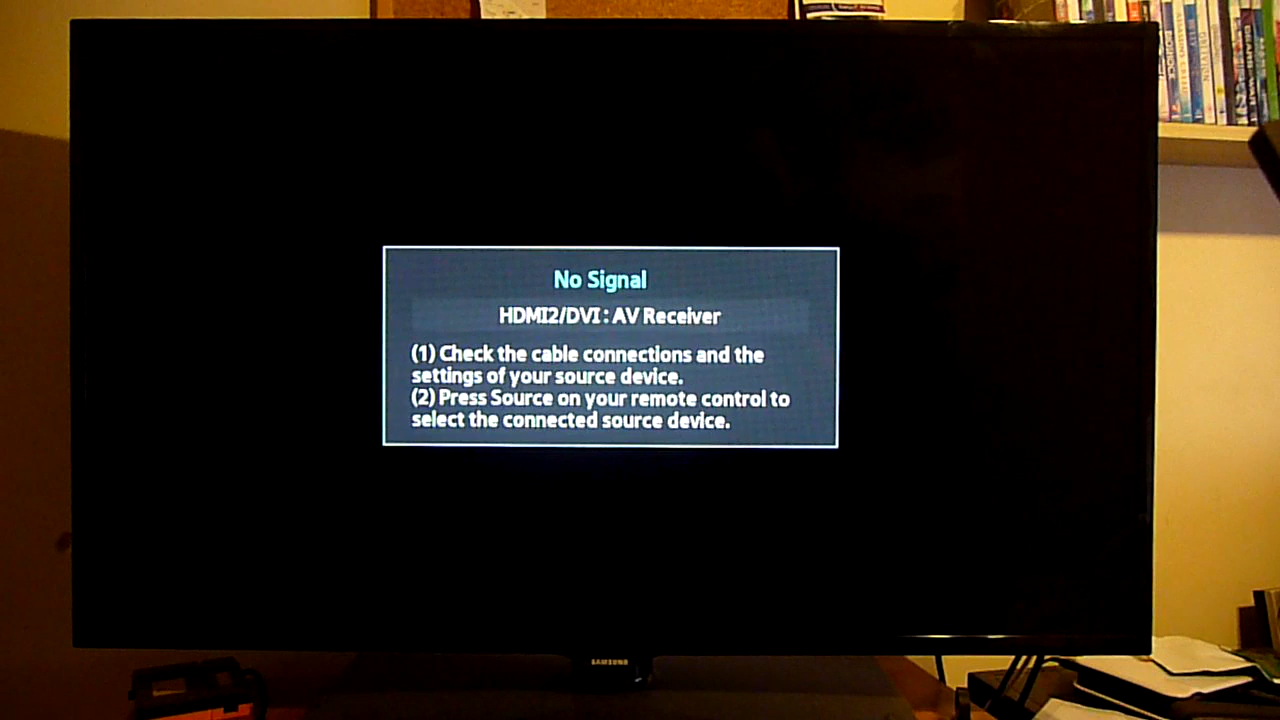 No Signal
HDMI2/DVI : AV Receiver
(1) Check the cable connections and the
settings of your source device.
(2) Press Source on your remote control to
select the connected source device.
SAMSUNG